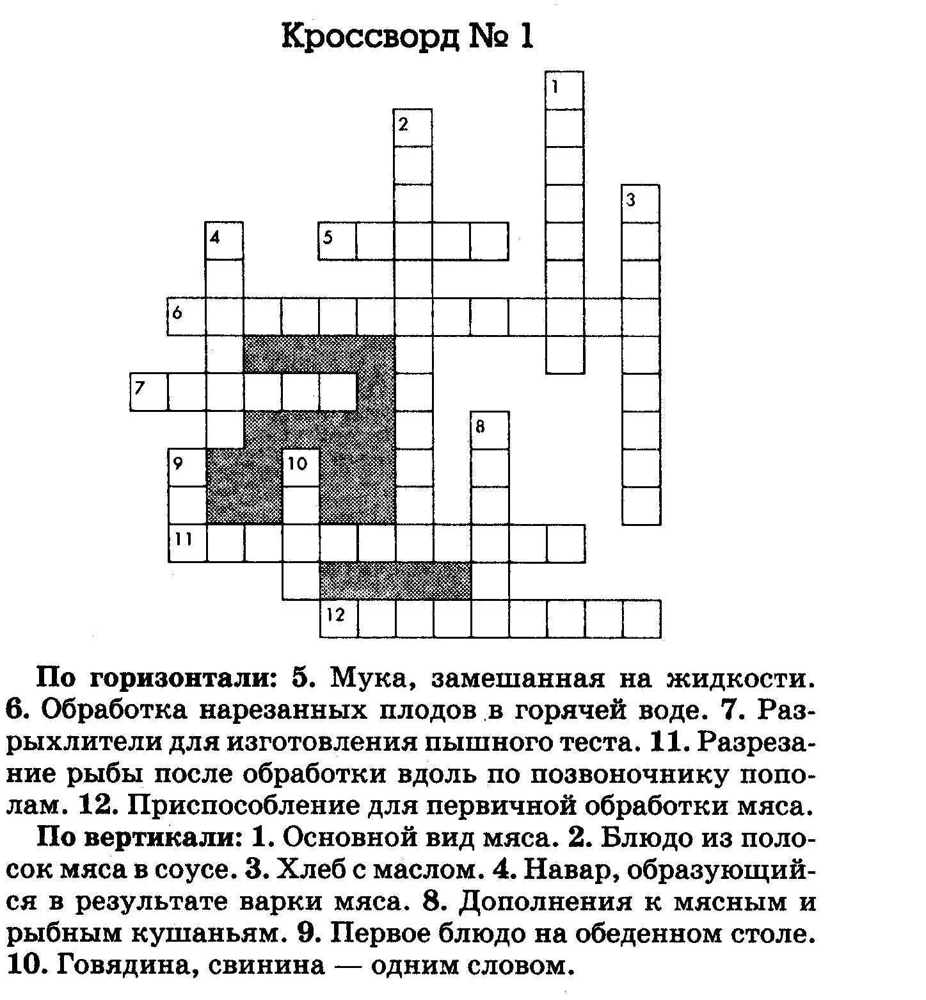 Кроссворд № 1
1
2
3
4
5
6
7
8
9
10
11
12
По горизонтали: 5. Мука, замешанная на жидкости.
6. Обработка нарезанных плодов в горячей воде. 7. Раз-
рыхлители для изготовления пышного теста. 11. Разреза-
ние рыбы после обработки вдоль по позвоночнику попо-
лам. 12. Приспособление для первичной обработки мяса.
По вертикали: 1. Основной вид мяса. 2. Блюдо из поло-
сок мяса в соусе. 3. Хлеб с маслом. 4. Навар, образующий-
ся в результате варки мяса. 8. Дополнения к мясным и
рыбным кушаньям. 9. Первое блюдо на обеденном столе.
10. Говядина, свинина — одним словом.